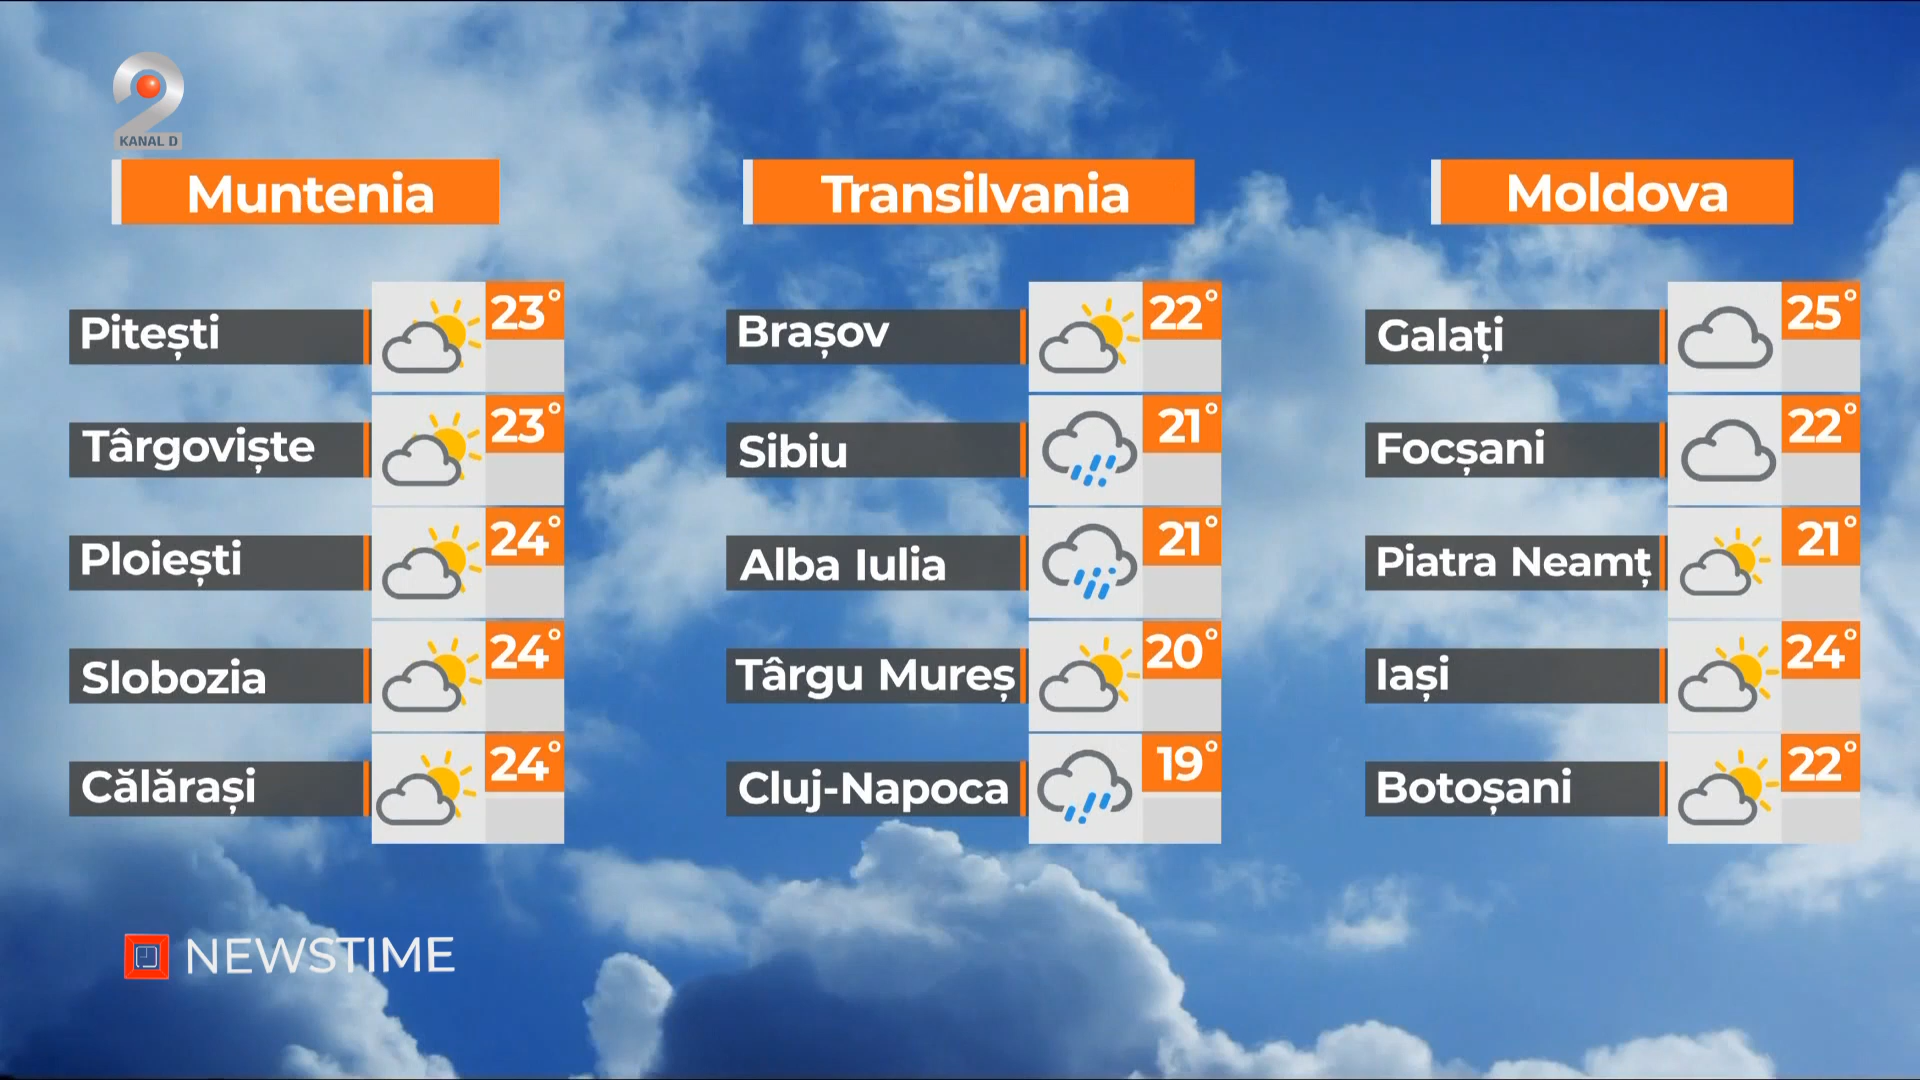 KANAL D
Muntenia
Pitești 23°
Târgoviște 23°
Ploiești 24°
Slobozia 24°
Călărași 24°
Transilvania
Brașov 22°
Sibiu 21°
Alba Iulia 21°
Târgu Mureș 20°
Cluj-Napoca 19°
Moldova
Galați 25°
Focșani 22°
Piatra Neamț 21°
Iași 24°
Botoșani 22°
NEWSTIME